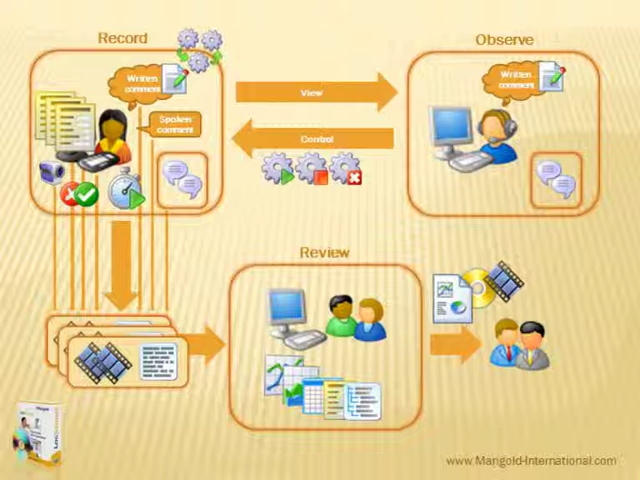 Record
Observe
Written
comment
Spoken
comment
View
Control
Written
comment
Review
www.Mangold-International.com